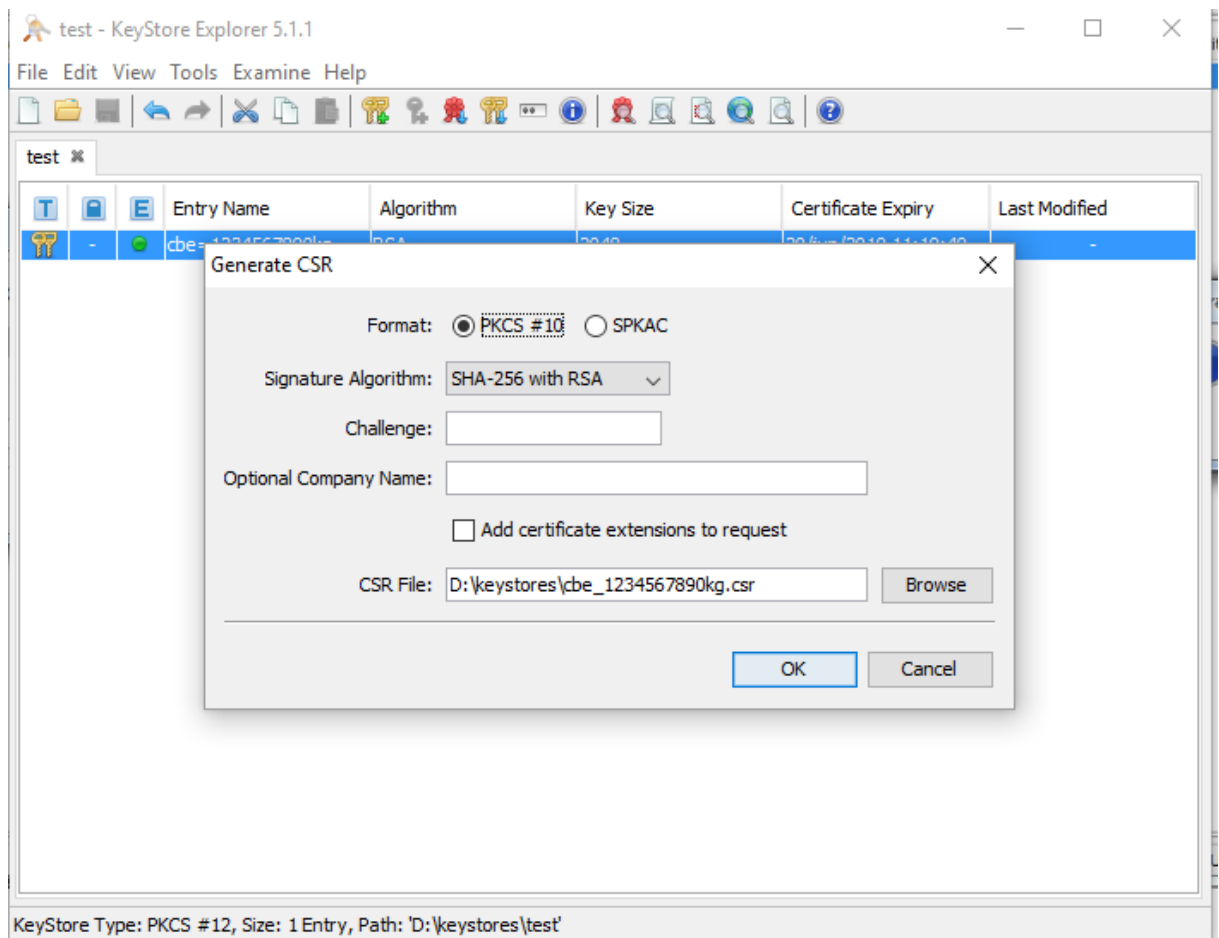 test - KeyStore Explorer 5.1.1
File Edit View Tools Examine Help
test
T E Entry Name Algorithm Key Size Certificate Expiry Last Modified
- cbe= -
Generate CSR
Format: PKCS #10 SPKAC
Signature Algorithm: SHA-256 with RSA
Challenge:
Optional Company Name:
Add certificate extensions to request
CSR File: D:\keystores\cbe_1234567890kg.csr Browse
OK Cancel
KeyStore Type: PKCS #12, Size: 1 Entry, Path: 'D:\keystores\test'